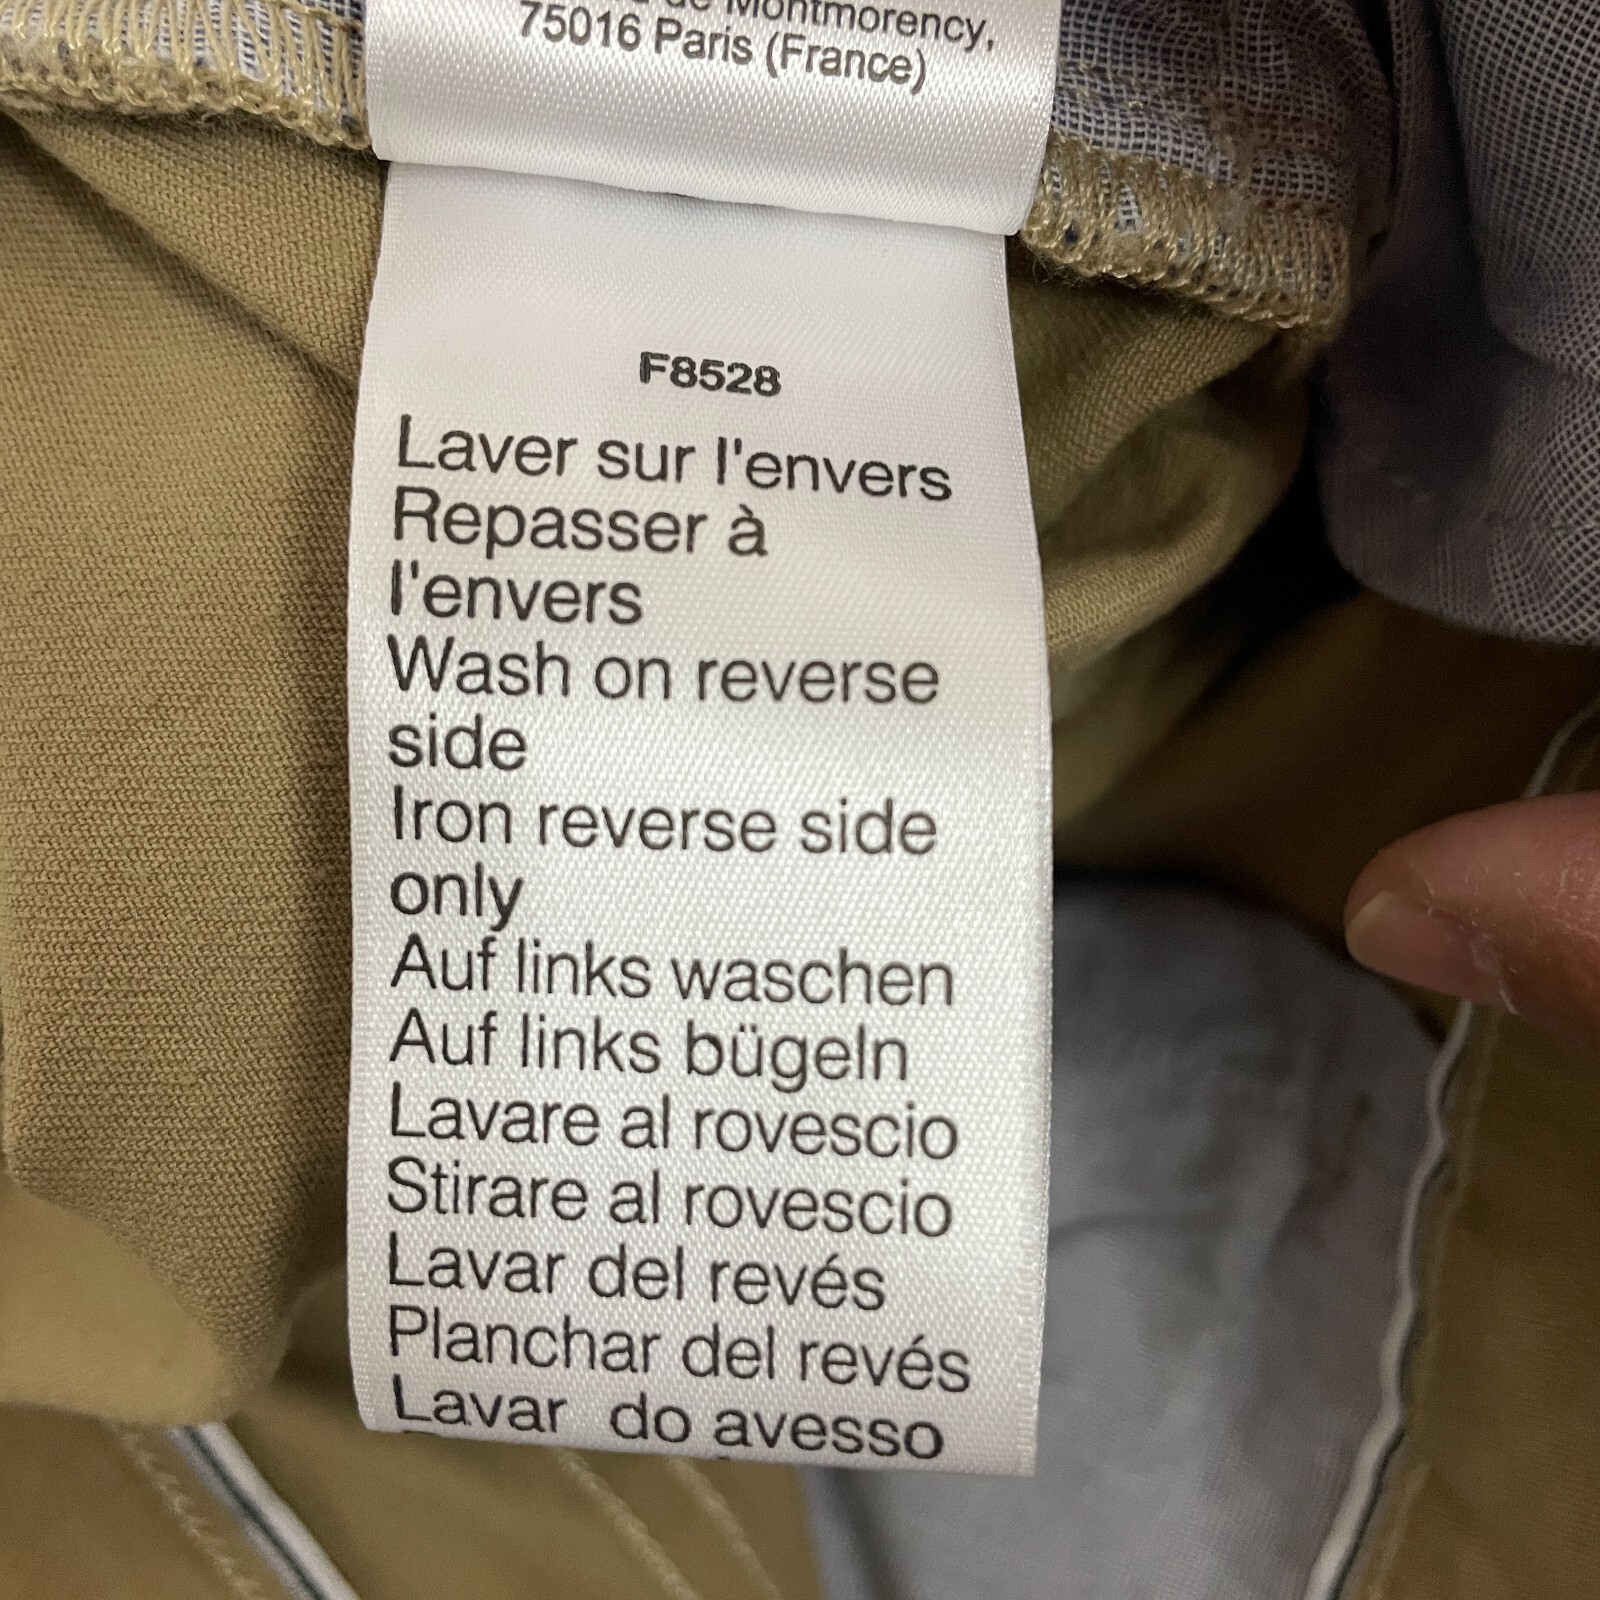 de Montmorency,
75016 Paris (France)
F8528
Laver sur l'envers
Repasser à
l'envers
Wash on reverse
side
Iron reverse side
only
Auf links waschen
Auf links bügeln
Lavare al rovescio
Stirare al rovescio
Lavar del revés
Planchar del revés
Lavar do avesso